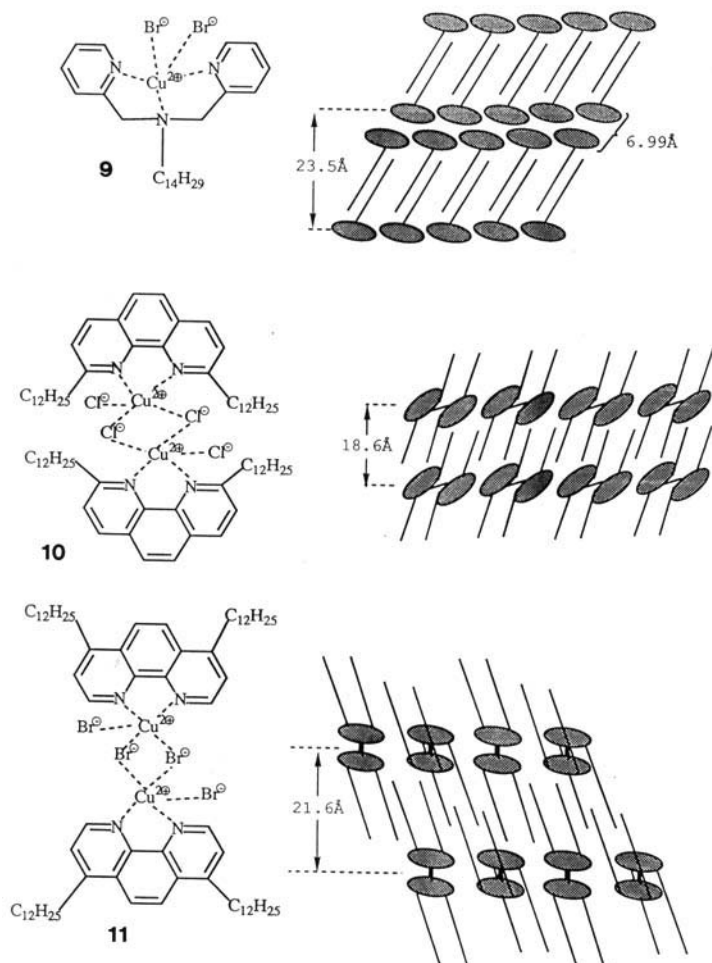 Br⊖ Br⊖
N N
Cu2⊕
N
9
C14H29
23.5Å
6.99Å
N N
C12H25 Cu2⊕ C12H25
Cl⊖
Cl⊖
Cl⊖
Cu2⊕ Cl⊖
C12H25 C12H25
N N
10
18.6Å
C12H25 C12H25
N N
Br⊖ Cu2⊕
Br⊖ Br⊖
Cu2⊕ Br⊖
N N
C12H25 C12H25
11
21.6Å